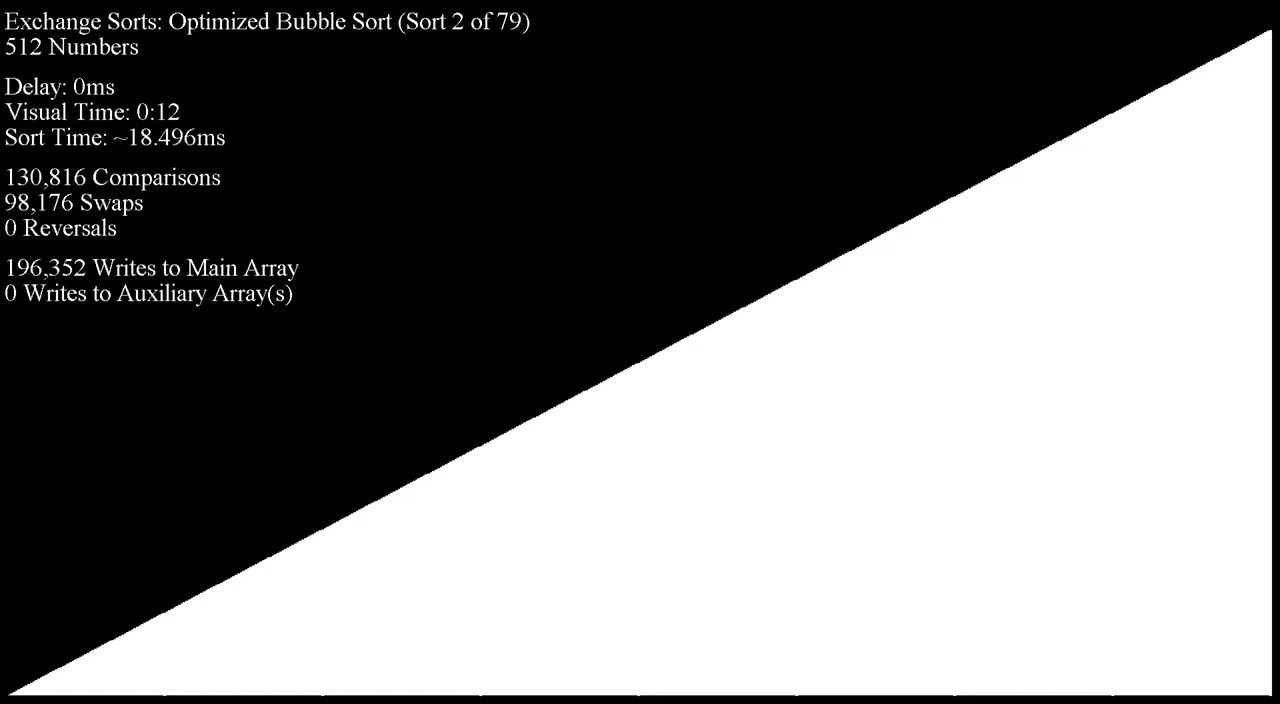 Exchange Sorts: Optimized Bubble Sort (Sort 2 of 79)
512 Numbers
Delay: 0ms
Visual Time: 0:12
Sort Time: ~18.496ms
130,816 Comparisons
98,176 Swaps
0 Reversals
196,352 Writes to Main Array
0 Writes to Auxiliary Array(s)